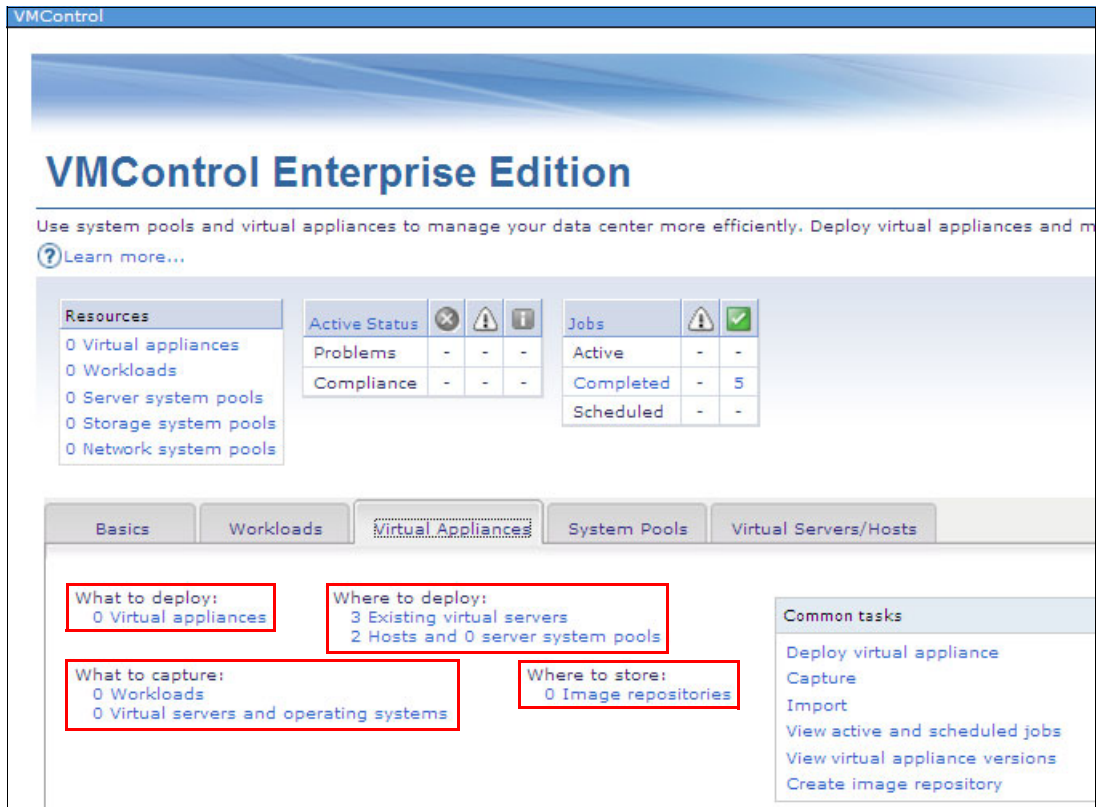 VMControl
VMControl Enterprise Edition
Use system pools and virtual appliances to manage your data center more efficiently. Deploy virtual appliances and m
?Learn more...
Resources
0 Virtual appliances
0 Workloads
0 Server system pools
0 Storage system pools
0 Network system pools
Active Status
Problems - - -
Compliance - - -
Jobs
Active - -
Completed - 5
Scheduled - -
Basics Workloads Virtual Appliances System Pools Virtual Servers/Hosts
What to deploy:
0 Virtual appliances
Where to deploy:
3 Existing virtual servers
2 Hosts and 0 server system pools
What to capture:
0 Workloads
0 Virtual servers and operating systems
Where to store:
0 Image repositories
Common tasks
Deploy virtual appliance
Capture
Import
View active and scheduled jobs
View virtual appliance versions
Create image repository